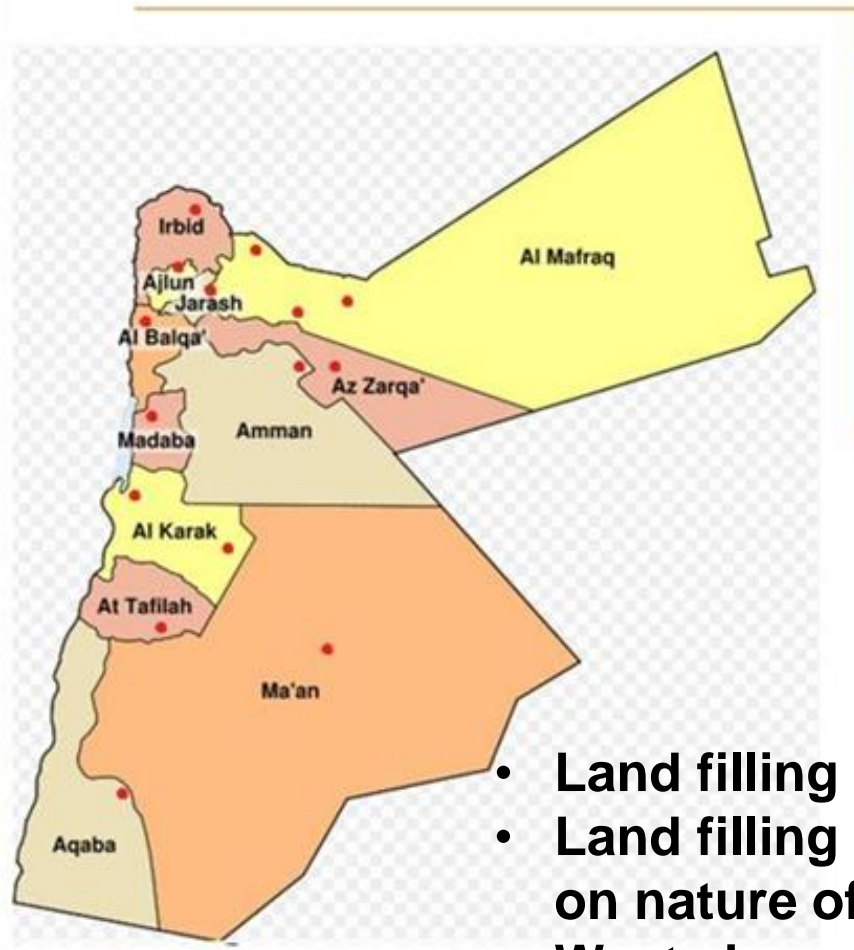 Al Mafraq
Irbid
Ajlun
Jarash
Al Balqa'
Az Zarqa'
Amman
Madaba
Al Karak
At Tafilah
Ma'an
Aqaba
• Land filling
• Land filling
on nature of